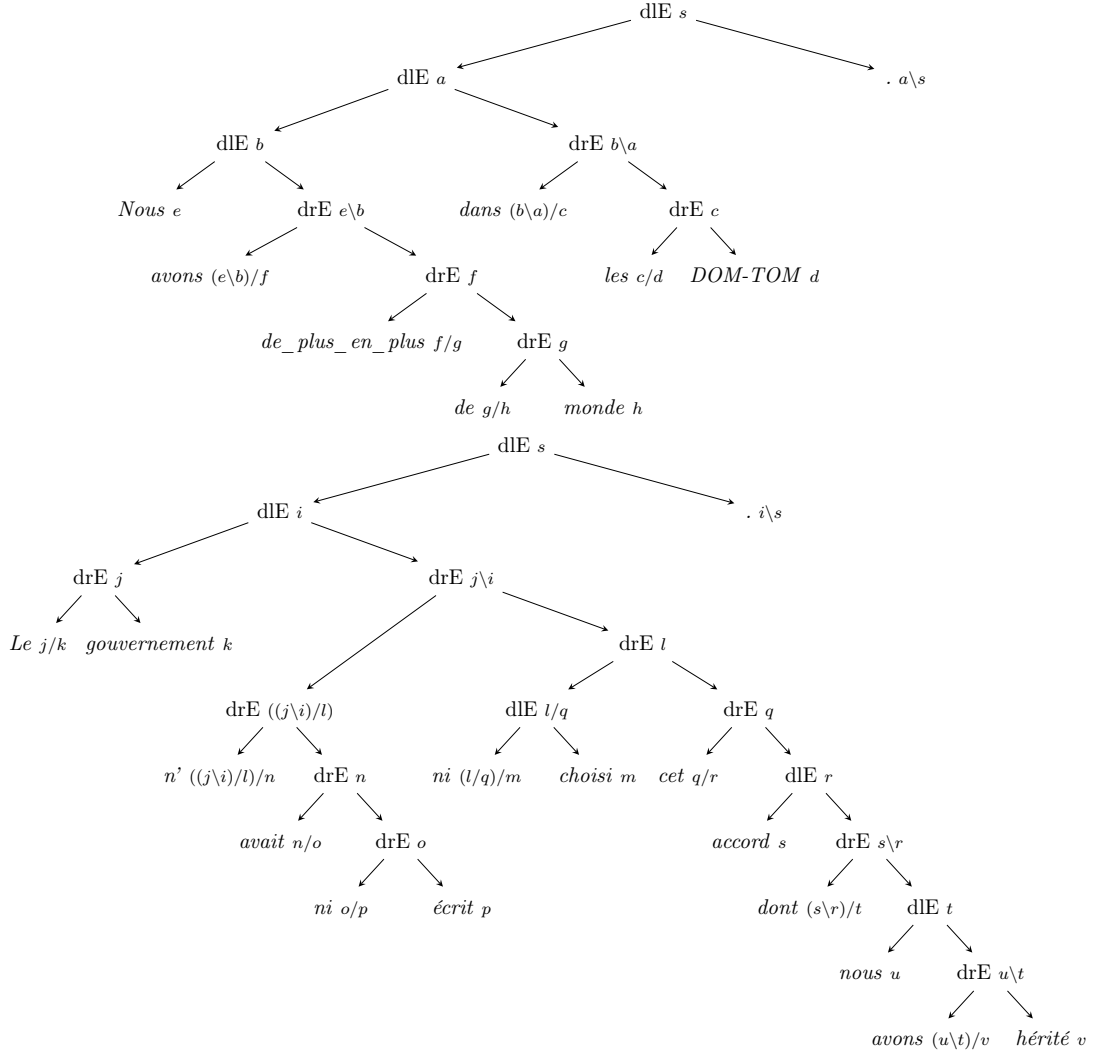 dlE s
dlE a . a\s
dlE b drE b\a
Nous e drE e\b dans (b\a)/c drE c
avons (e\b)/f drE f les c/d DOM-TOM d
de_plus_en_plus f/g drE g
de g/h monde h
dlE s
dlE i . i\s
drE j drE j\i
Le j/k gouvernement k drE l
drE ((j\i)/l) dlE l/q drE q
n' ((j\i)/l)/n drE n ni (l/q)/m choisi m cet q/r dlE r
avait n/o drE o accord s drE s\r
ni o/p écrit p dont (s\r)/t dlE t
nous u drE u\t
avons (u\t)/v hérité v